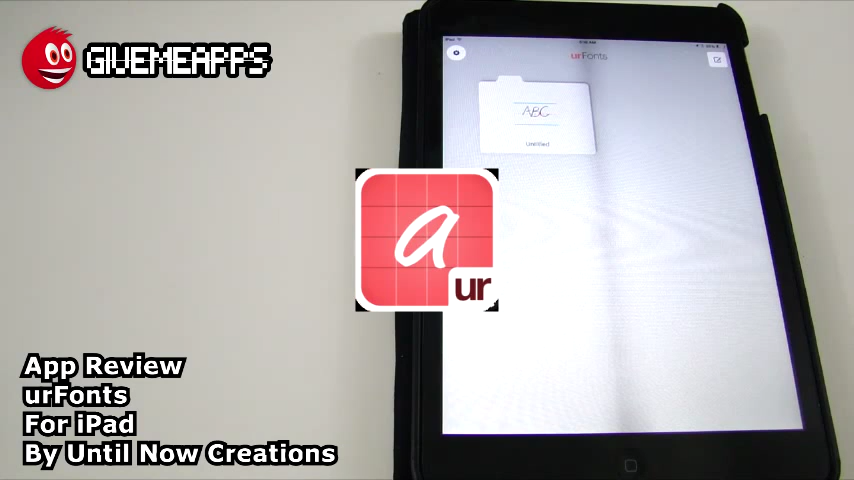 GIVEMEAPPS
urFonts
ABC
Untitled
a
ur
App Review
urFonts
For iPad
By Until Now Creations